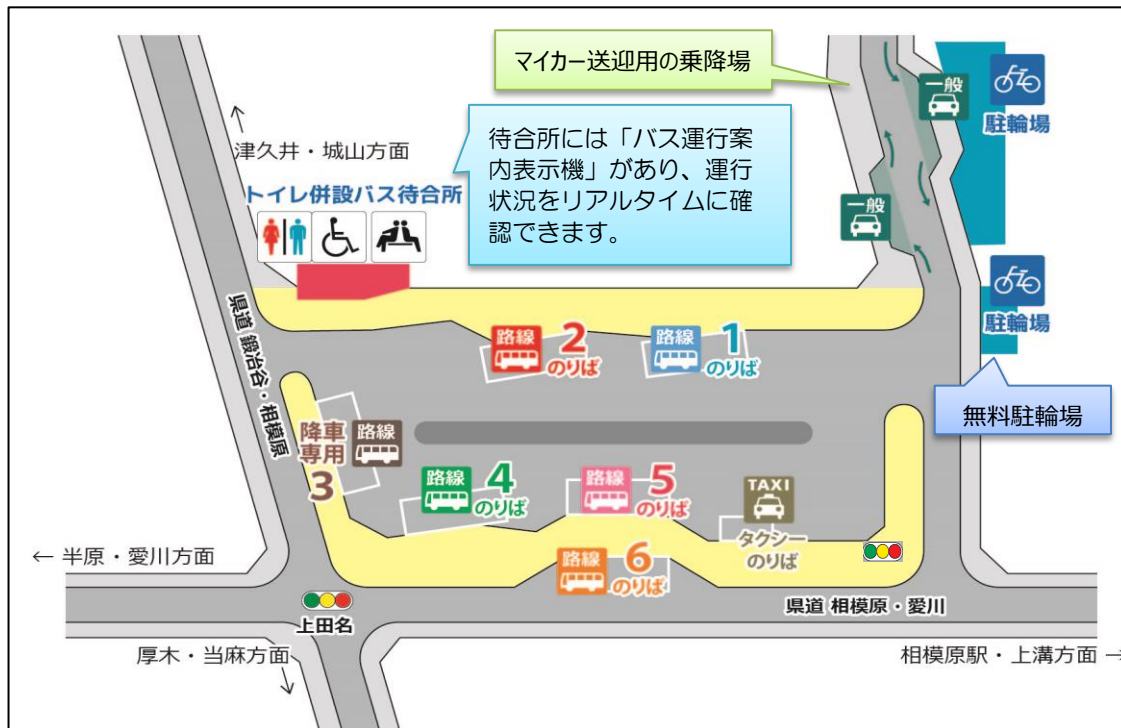 マイカー送迎用の乗降場
一般
駐輪場
待合所には「バス運行案
内表示機」があり、運行
状況をリアルタイムに確
認できます。
津久井・城山方面
トイレ併設バス待合所
一般
駐輪場
県道 鍛冶谷・相模原
路線
2
のりば
路線
1
のりば
無料駐輪場
降車
専用
3
路線
路線
4
のりば
路線
5
のりば
TAXI
タクシー
のりば
← 半原・愛川方面
路線
6
のりば
上田名
県道 相模原・愛川
厚木・当麻方面
相模原駅・上溝方面 →